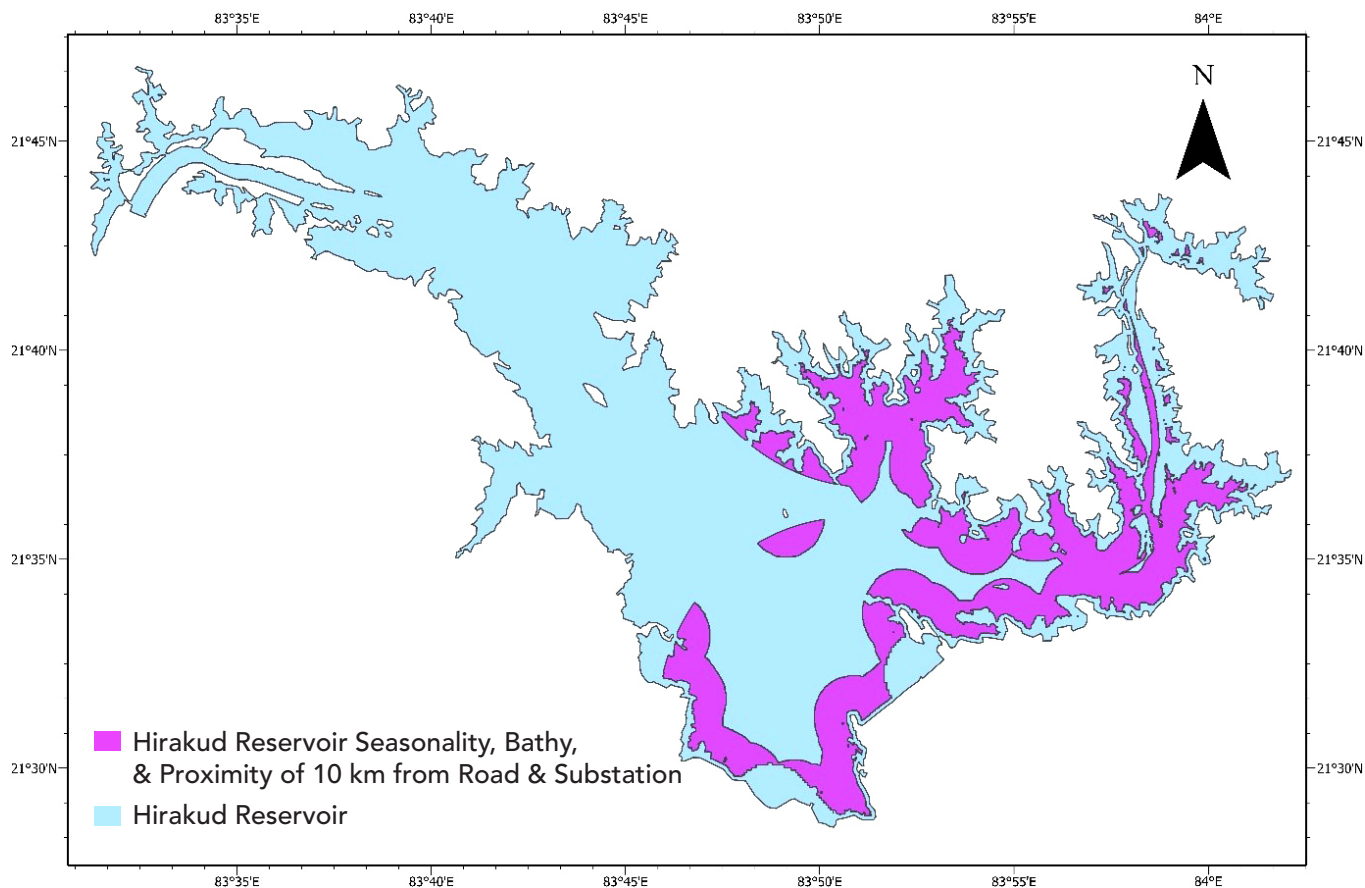 83°35'E 83°40'E 83°45'E 83°50'E 83°55'E 84°E
N
21°45'N 21°45'N
21°40'N 21°40'N
21°35'N 21°35'N
Hirakud Reservoir Seasonality, Bathy,
& Proximity of 10 km from Road & Substation
21°30'N 21°30'N
Hirakud Reservoir
83°35'E 83°40'E 83°45'E 83°50'E 83°55'E 84°E